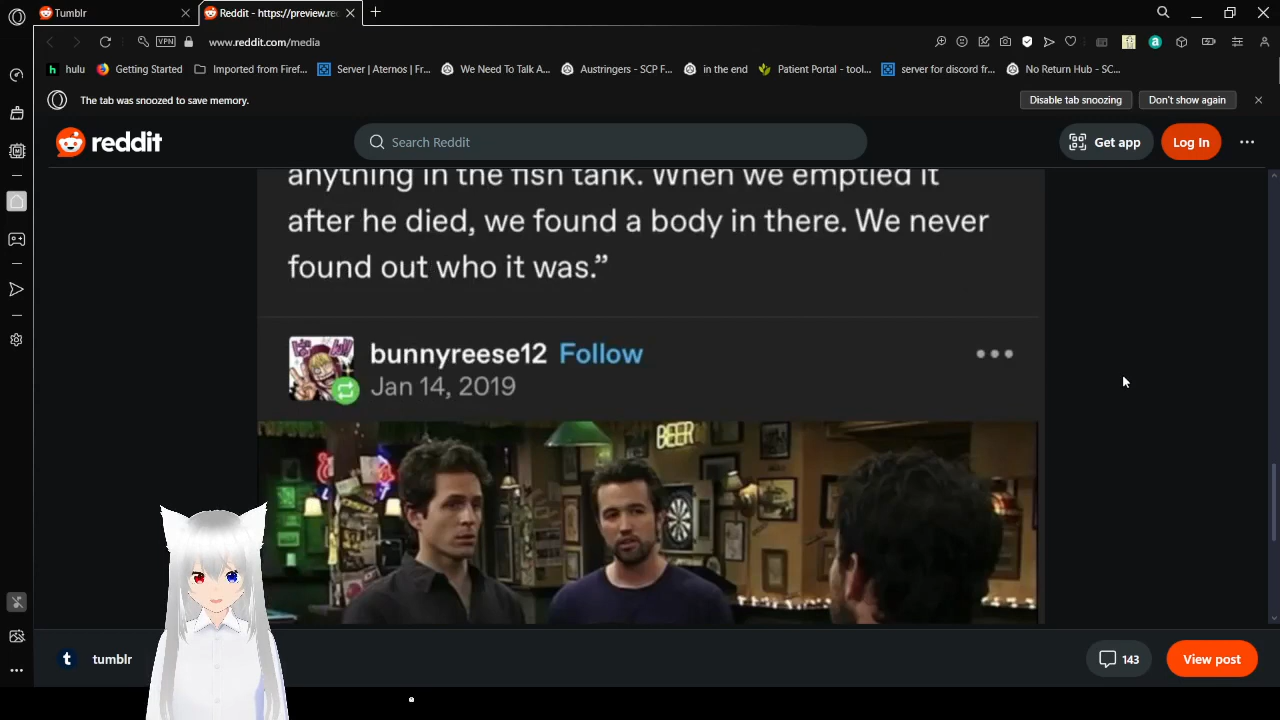 Tumblr
Reddit - https://preview.re
VPN
www.reddit.com/media
hulu
Getting Started
Imported from Firef...
Server | Aternos | Fr...
We Need To Talk A...
Austringers - SCP F...
in the end
Patient Portal - tool...
server for discord fr...
No Return Hub - SC...
The tab was snoozed to save memory.
Disable tab snoozing
Don't show again
reddit
Search Reddit
Get app
Log In
anything in the fish tank. When we emptied it
after he died, we found a body in there. We never
found out who it was.”
bunnyreese12 Follow
Jan 14, 2019
BEER
tumblr
143
View post